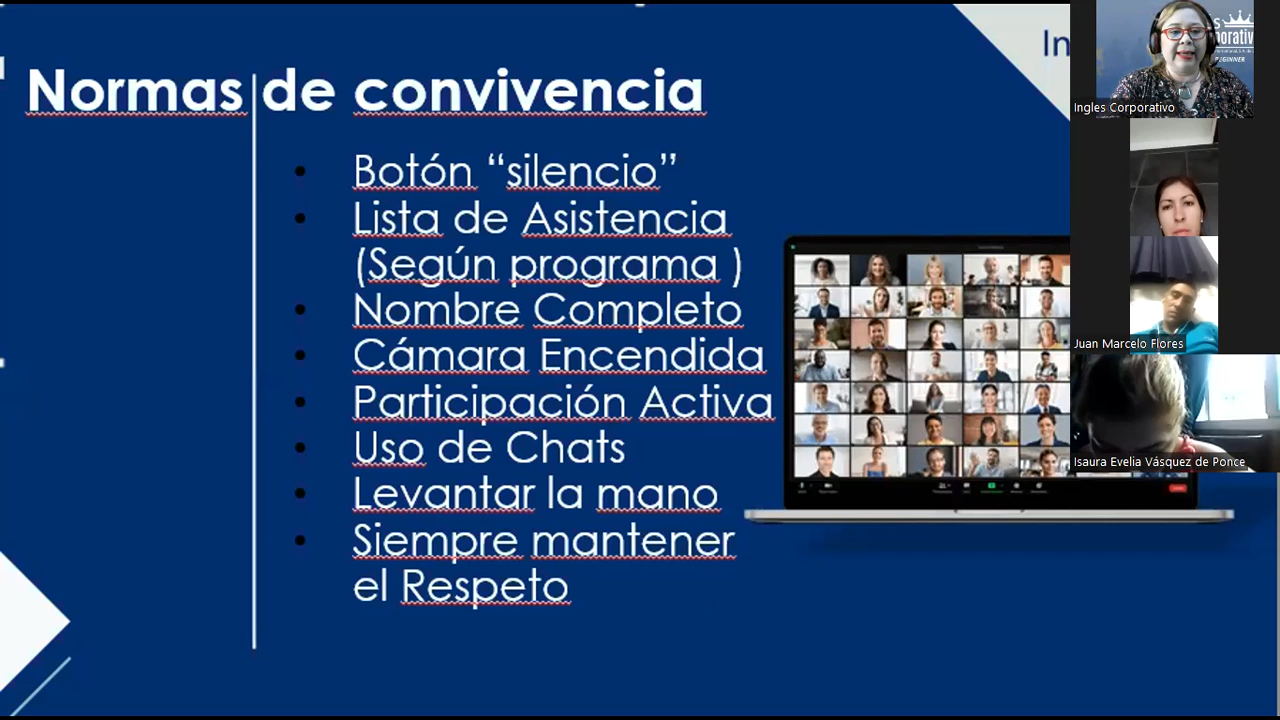 In
Normas de convivencia
Botón “silencio”
Lista de Asistencia
(Según programa )
Nombre Completo
Cámara Encendida
Participación Activa
Uso de Chats
Levantar la mano
Siempre mantener
el Respeto
Ingles Corporativo
Juan Marcelo Flores
Isaura Evelia Vásquez de Ponce